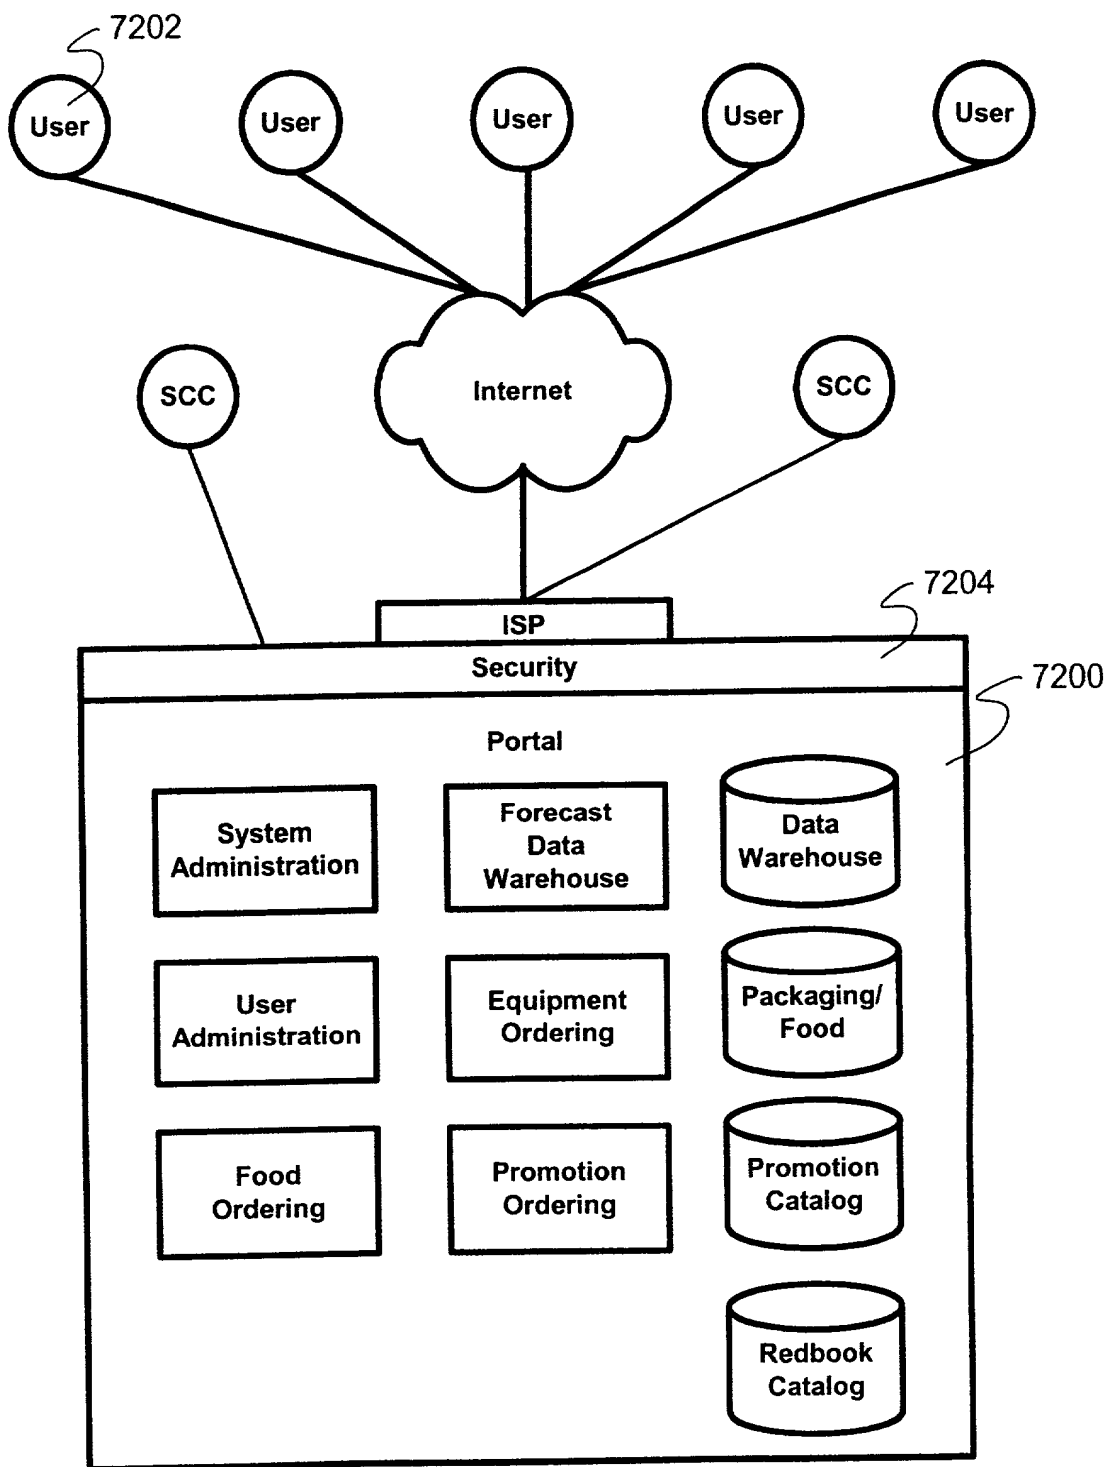 7202
User
User
User
User
User
Internet
SCC
SCC
ISP
7204
Security
7200
Portal
System
Administration
Forecast
Data
Warehouse
Data
Warehouse
User
Administration
Equipment
Ordering
Packaging/
Food
Food
Ordering
Promotion
Ordering
Promotion
Catalog
Redbook
Catalog